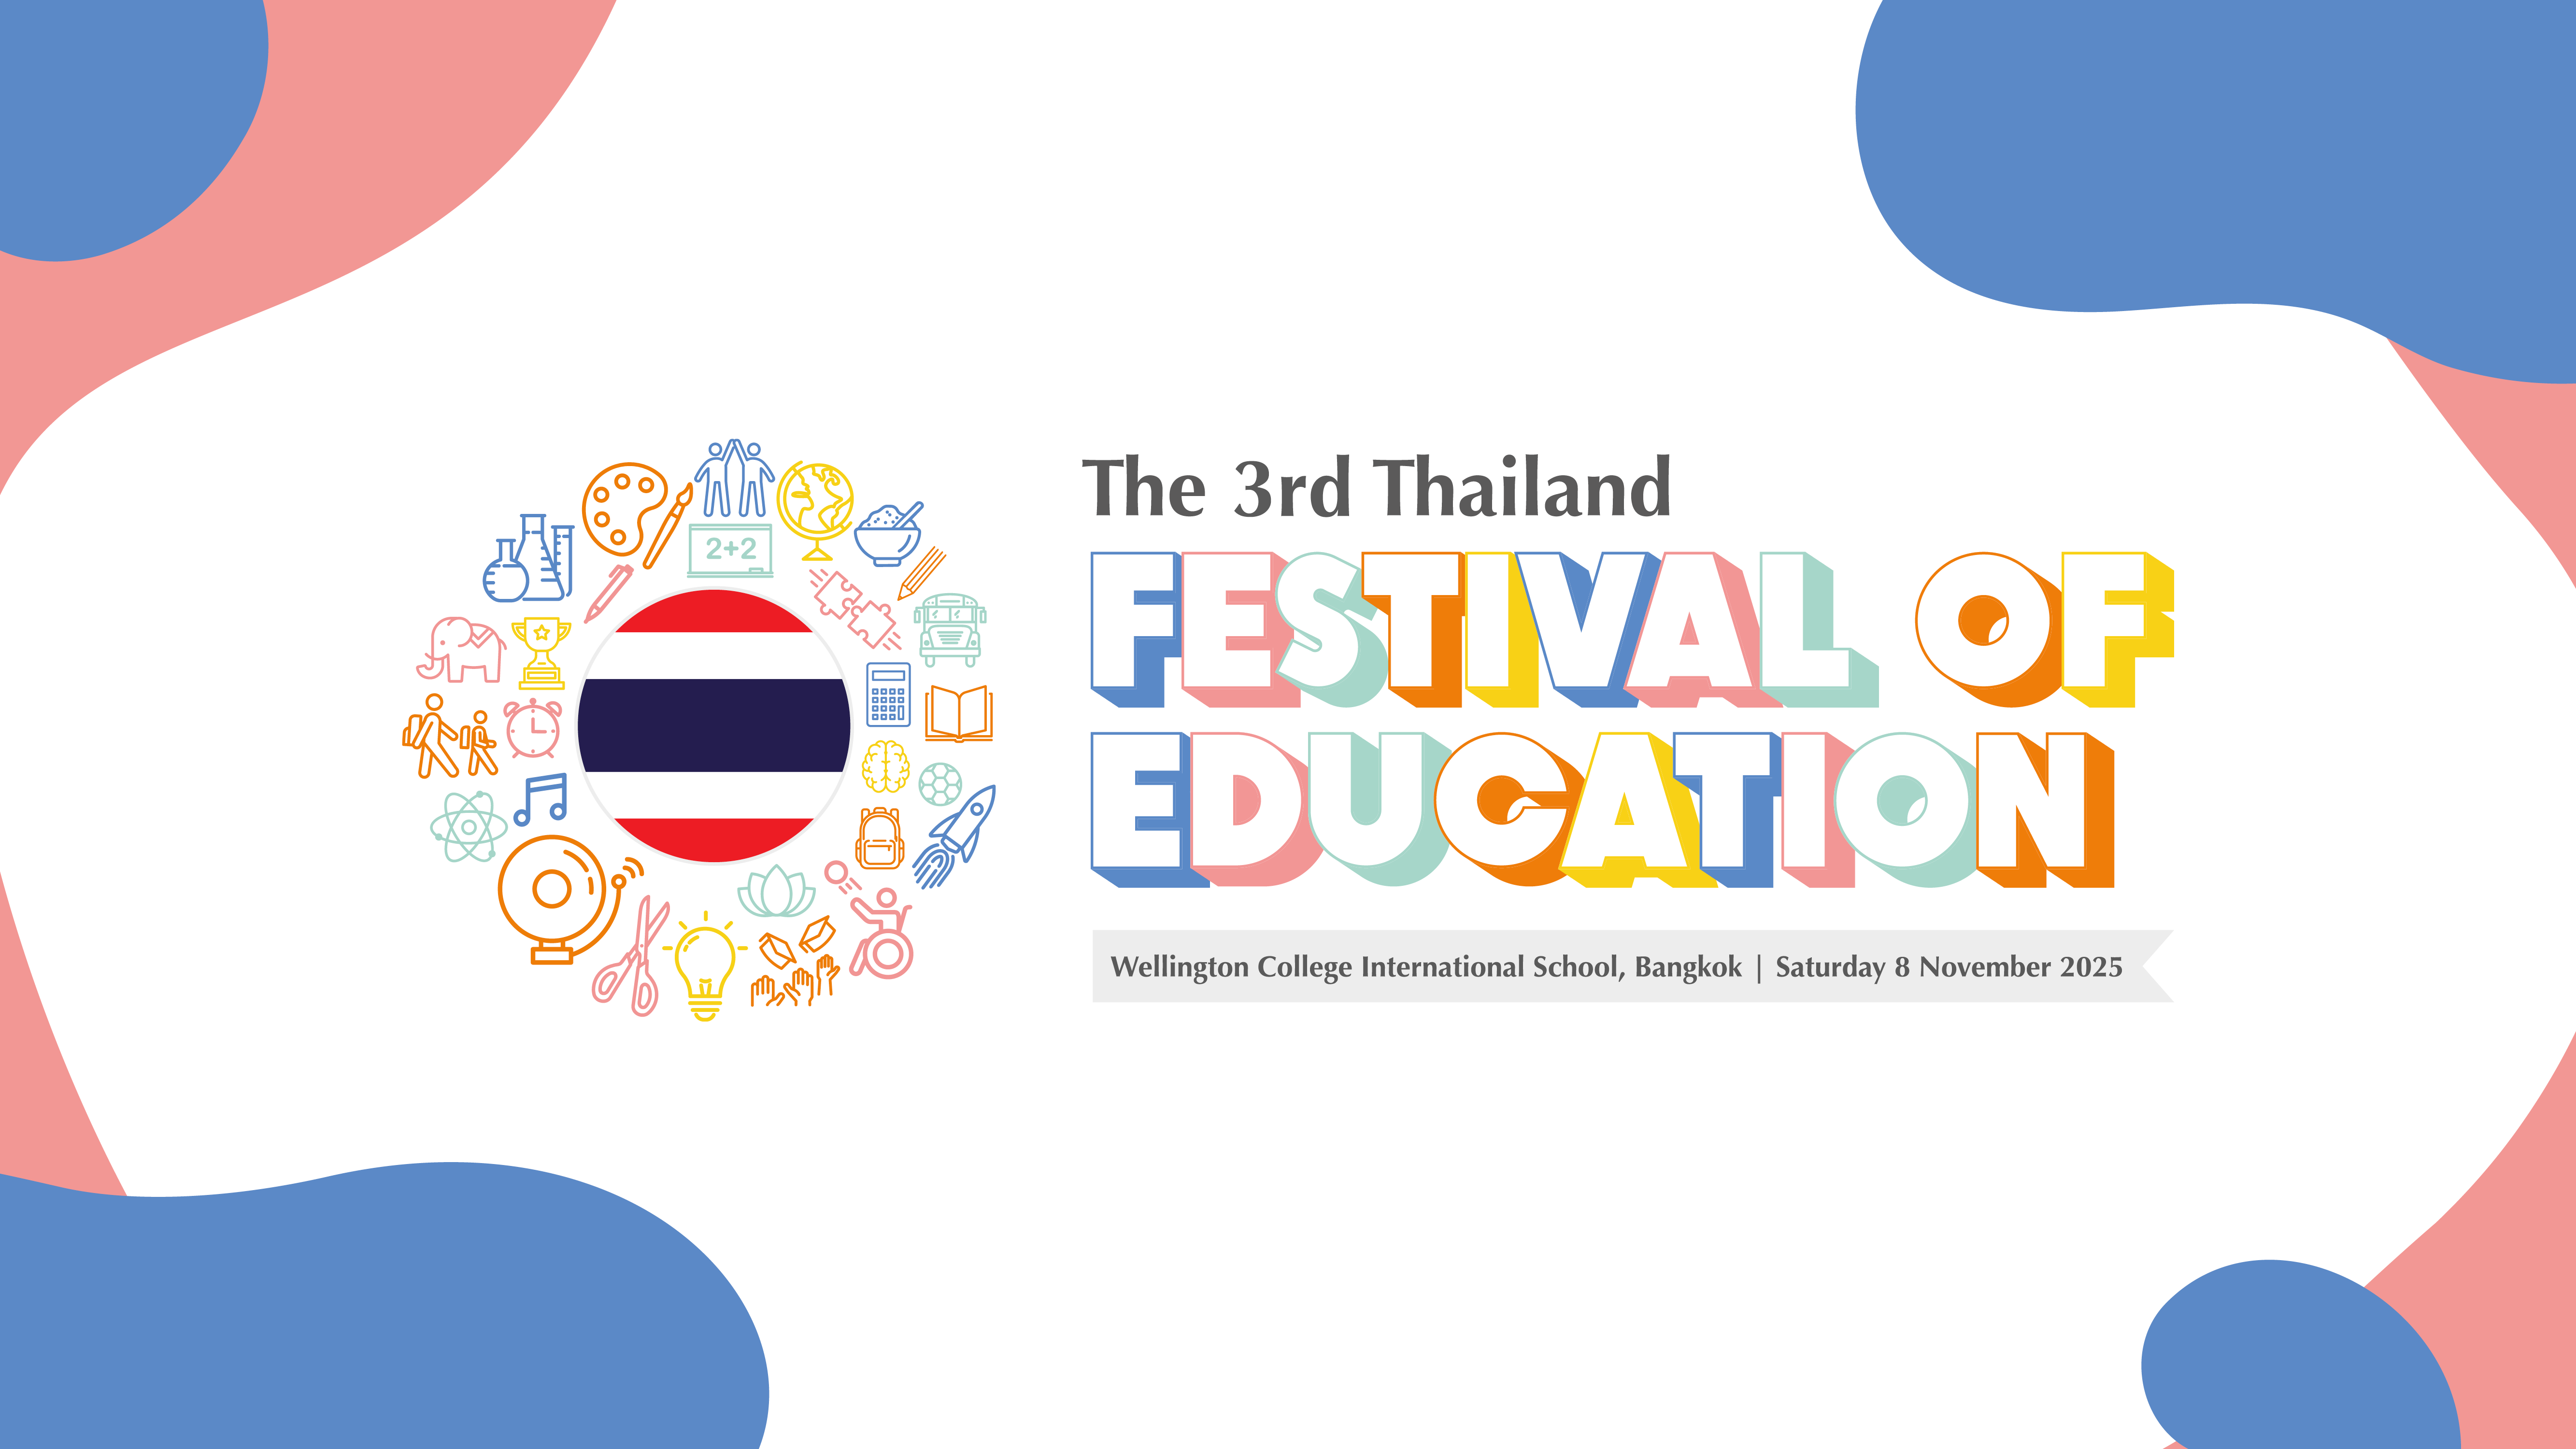 2+2
The 3rd Thailand
FESTIVAL OF
EDUCATION
Wellington College International School, Bangkok | Saturday 8 November 2025